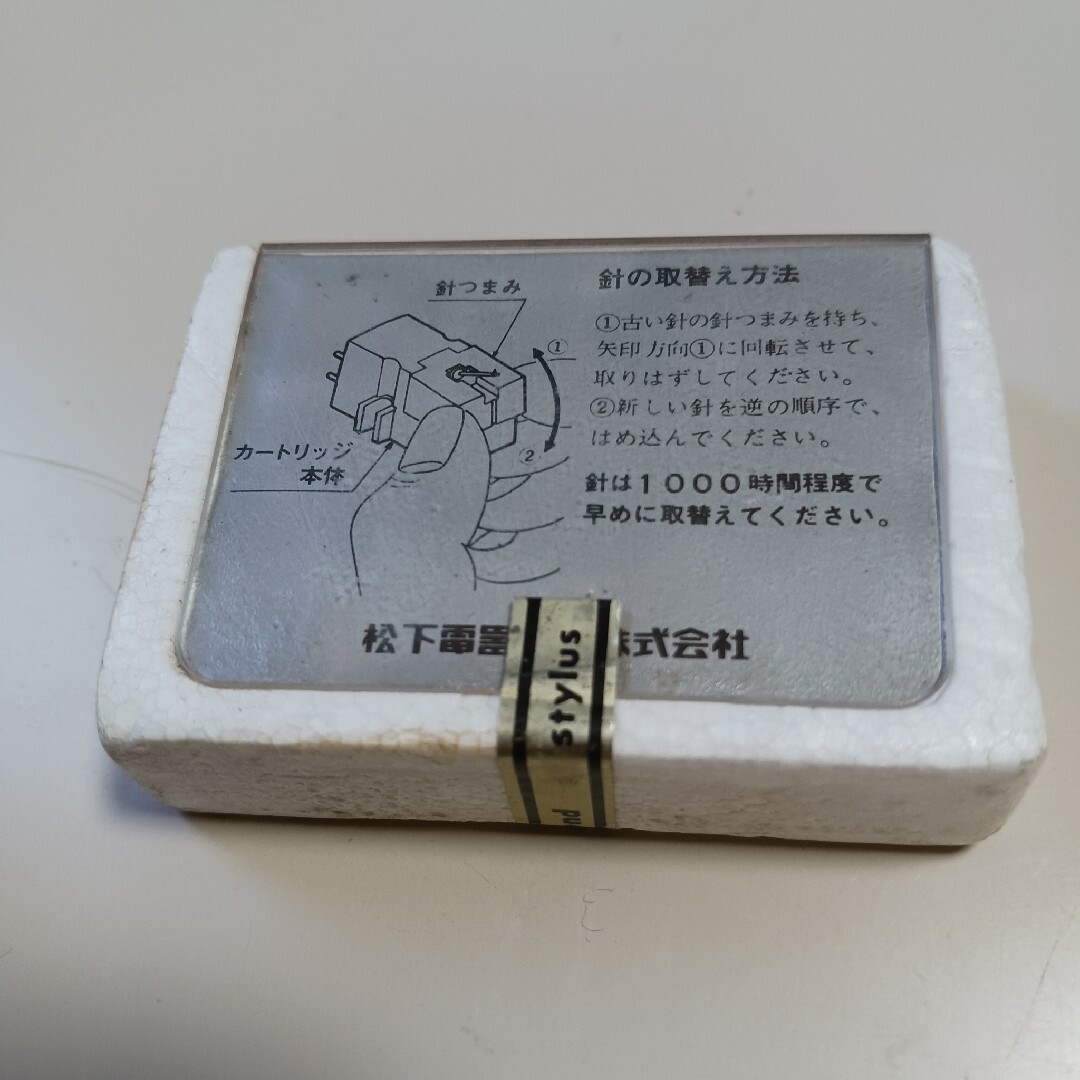 針の取替え方法
針つまみ
①古い針の針つまみを持ち、
矢印方向①に回転させて、
取りはずしてください。
②新しい針を逆の順序で、
はめ込んでください。
①
②
カートリッジ
本体
針は1000時間程度で
早めに取替えてください。
松下電器 株式会社
stylus